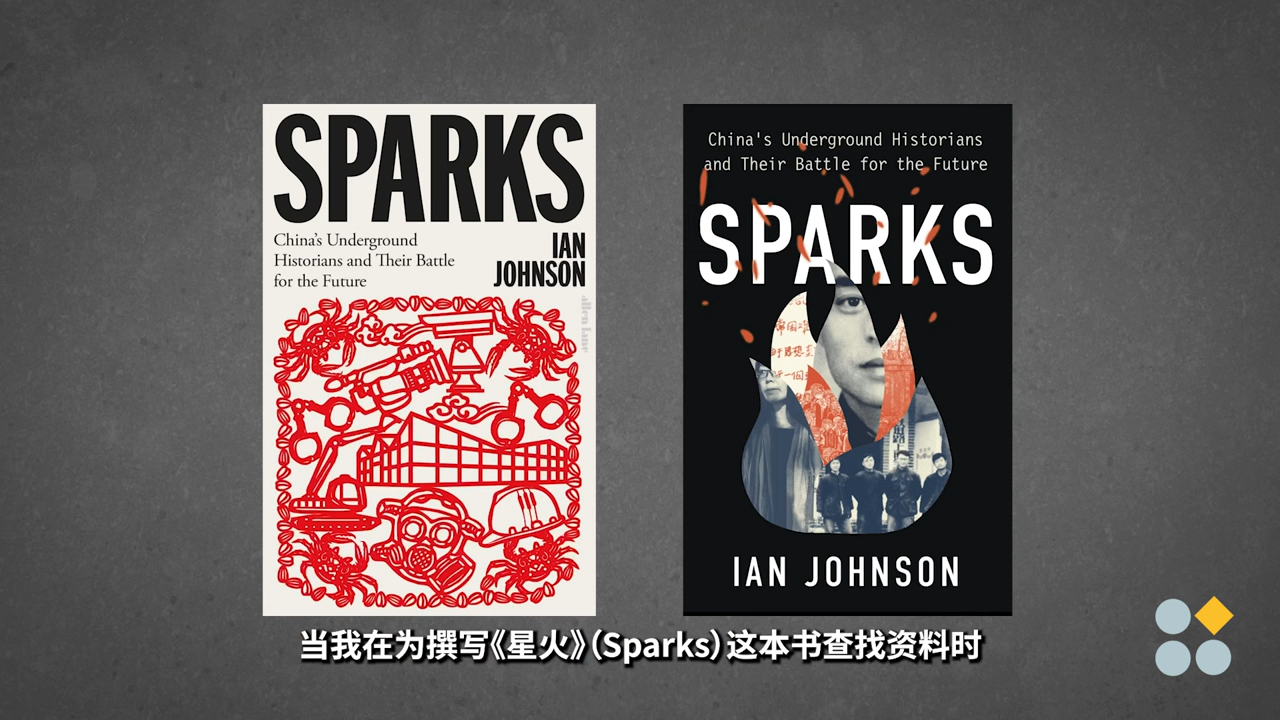 SPARKS
China's Underground
Historians and Their Battle
for the Future
IAN
JOHNSON
allen lane
China's Underground Historians
and Their Battle for the Future
SPARKS
IAN JOHNSON
当我在为撰写《星火》（Sparks）这本书查找资料时